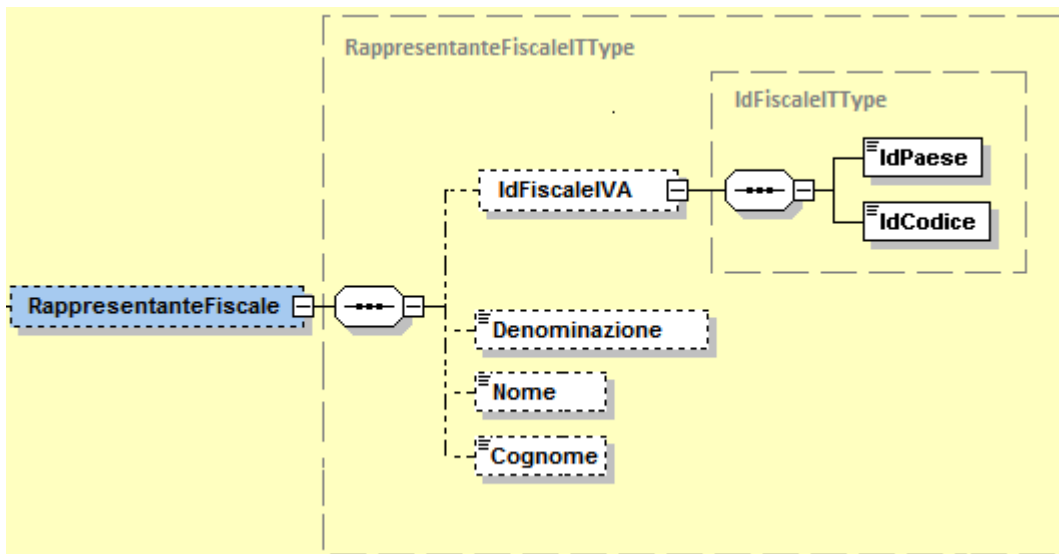 RappresentanteFiscaleITType
IdFiscaleITType
IdPaese
IdFiscaleIVA
IdCodice
RappresentanteFiscale
Denominazione
Nome
Cognome